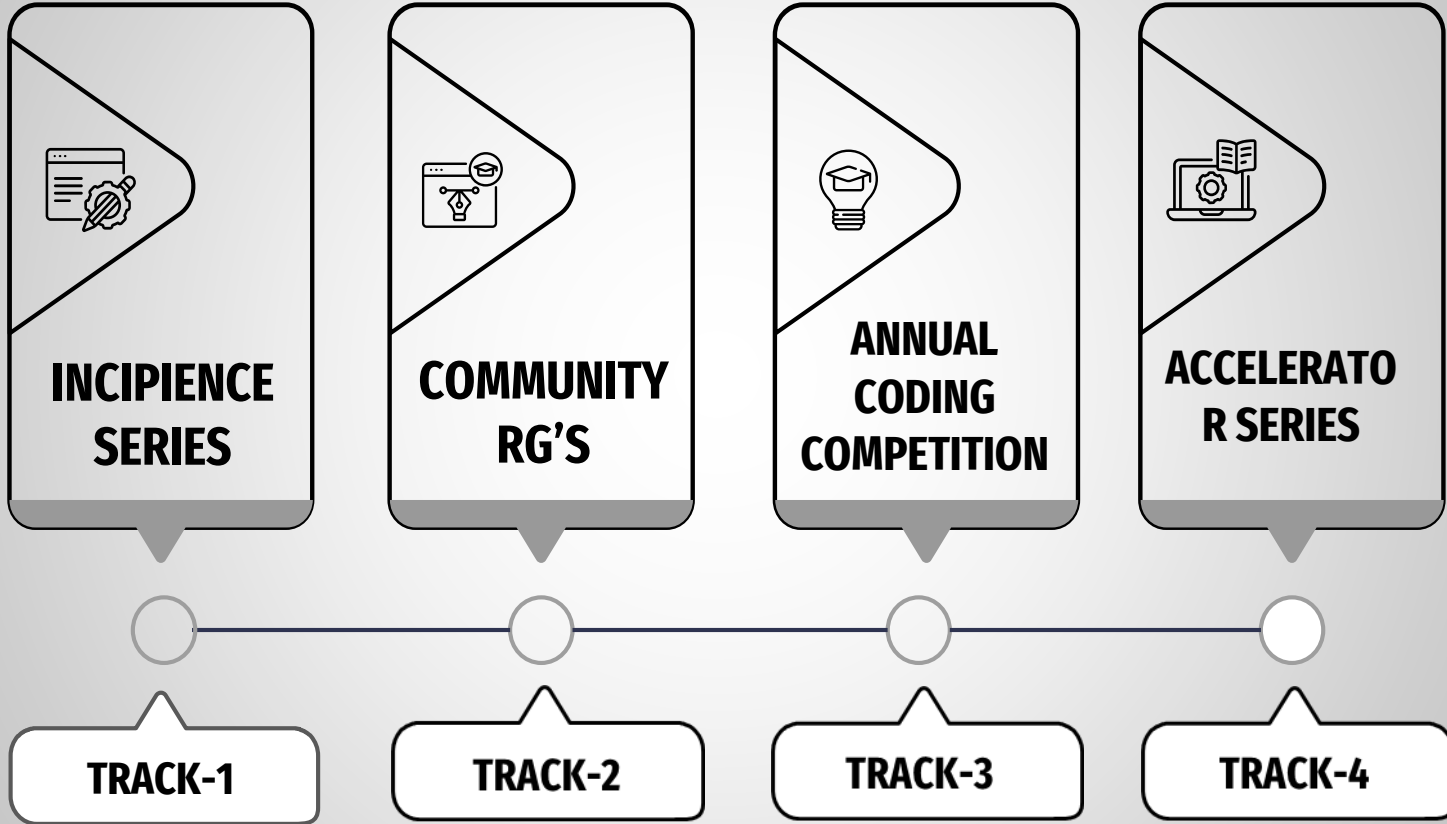 INCIPIENCE
SERIES
COMMUNITY
RG'S
ANNUAL
CODING
COMPETITION
ACCELERATO
R SERIES
TRACK-1
TRACK-2
TRACK-3
TRACK-4